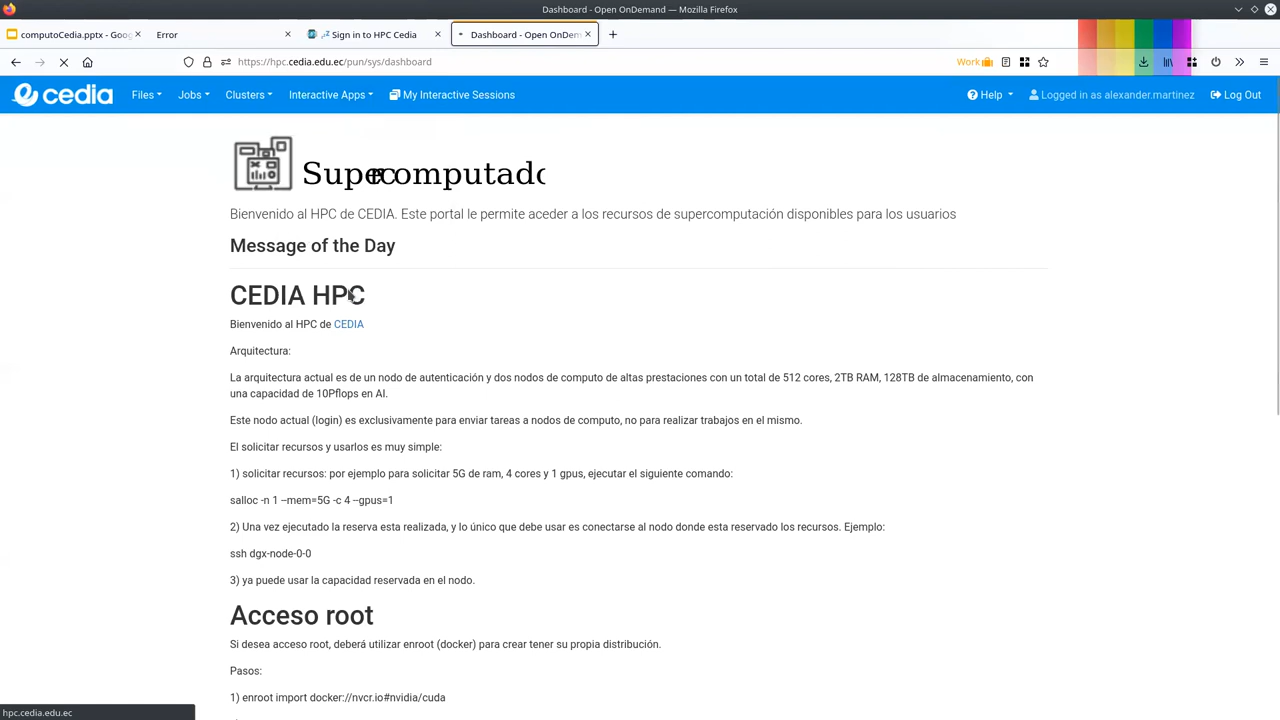 Dashboard - Open OnDemand — Mozilla Firefox
computoCedia.pptx - Goog
Error
Sign in to HPC Cedia
Dashboard - Open OnDem
https://hpc.cedia.edu.ec/pun/sys/dashboard
Work
cedia Files Jobs Clusters Interactive Apps My Interactive Sessions Help Logged in as alexander.martinez Log Out
Bienvenido al HPC de CEDIA. Este portal le permite aceder a los recursos de supercomputación disponibles para los usuarios
Message of the Day
CEDIA HPC
Bienvenido al HPC de CEDIA
Arquitectura:
La arquitectura actual es de un nodo de autenticación y dos nodos de computo de altas prestaciones con un total de 512 cores, 2TB RAM, 128TB de almacenamiento, con
una capacidad de 10Pflops en AI.
Este nodo actual (login) es exclusivamente para enviar tareas a nodos de computo, no para realizar trabajos en el mismo.
El solicitar recursos y usarlos es muy simple:
1) solicitar recursos: por ejemplo para solicitar 5G de ram, 4 cores y 1 gpus, ejecutar el siguiente comando:
salloc -n 1 --mem=5G -c 4 --gpus=1
2) Una vez ejecutado la reserva esta realizada, y lo único que debe usar es conectarse al nodo donde esta reservado los recursos. Ejemplo:
ssh dgx-node-0-0
3) ya puede usar la capacidad reservada en el nodo.
Acceso root
Si desea acceso root, deberá utilizar enroot (docker) para crear tener su propia distribución.
Pasos:
1) enroot import docker://nvcr.io#nvidia/cuda
hpc.cedia.edu.ec